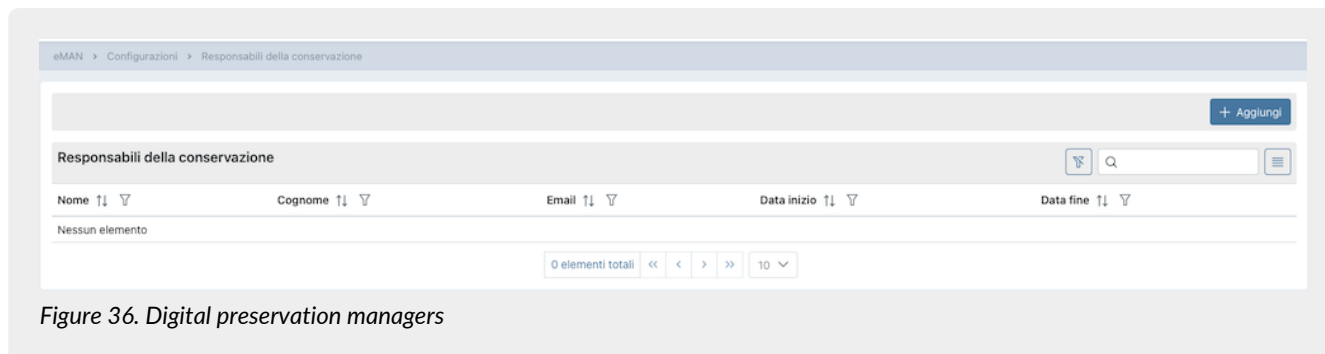 eMAN > Configurazioni > Responsabili della conservazione
+ Aggiungi
Responsabili della conservazione
Nome Cognome Email Data inizio Data fine
Nessun elemento
0 elementi totali << < > >> 10
Figure 36. Digital preservation managers